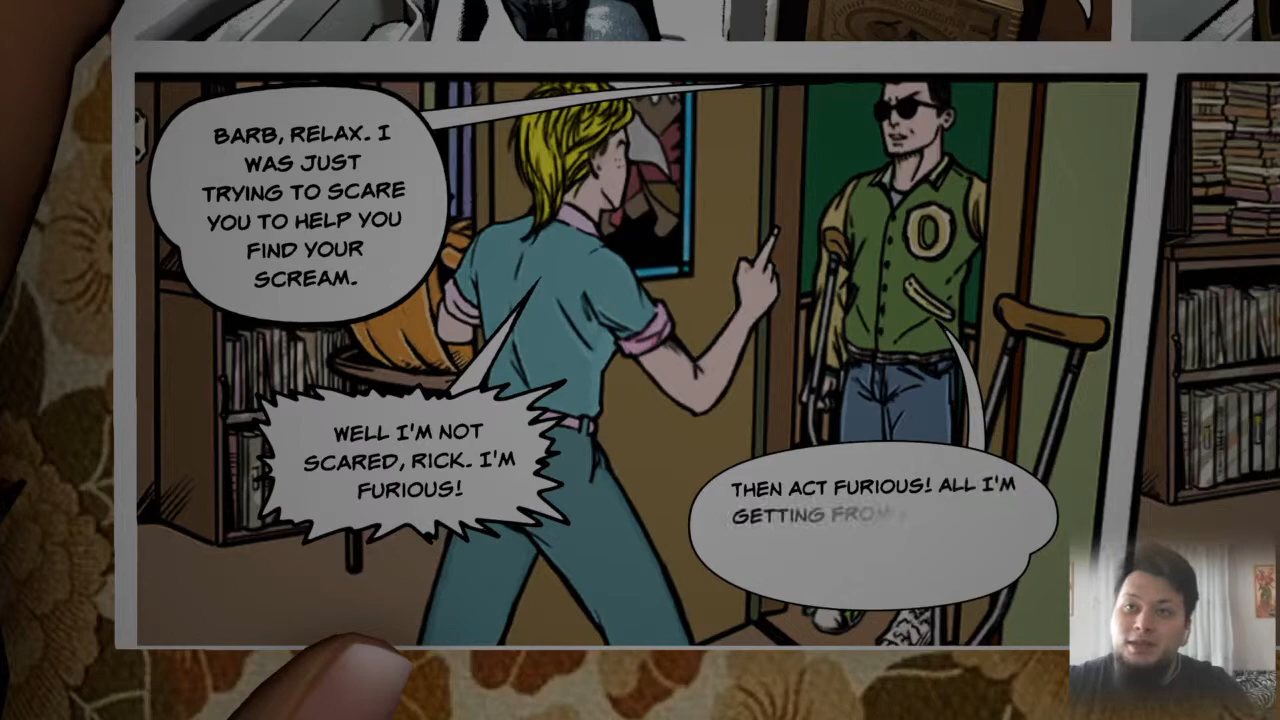 BARB, RELAX. I
WAS JUST
TRYING TO SCARE
YOU TO HELP YOU
FIND YOUR
SCREAM.
WELL I'M NOT
SCARED, RICK. I'M
FURIOUS!
O
THEN ACT FURIOUS! ALL I'M
GETTING FROM